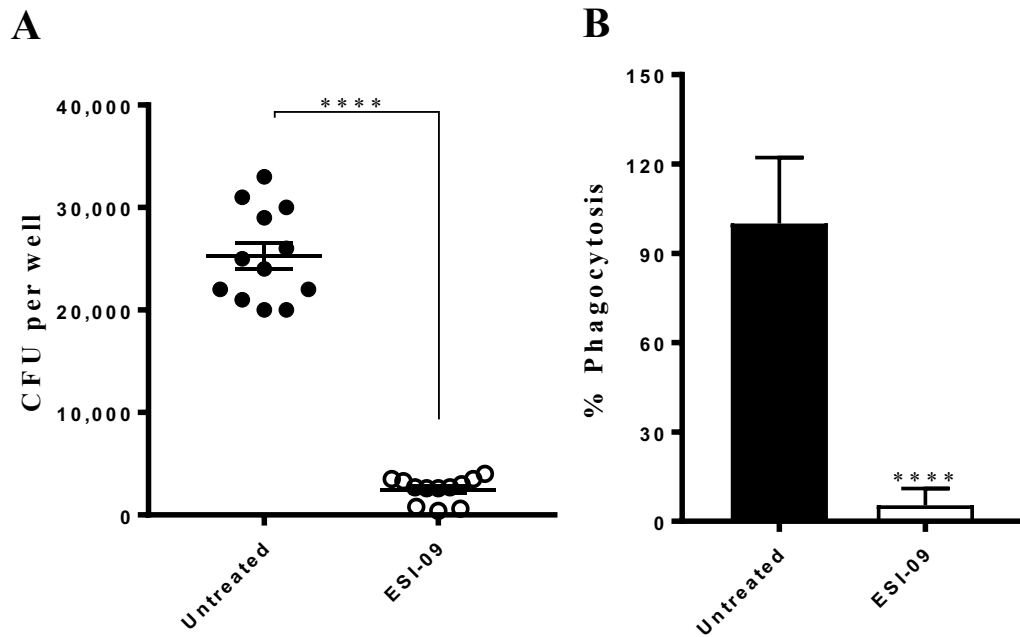 A
CFU per well
40,000
30,000
20,000
10,000
0
****
Untreated
ESI-09
B
% Phagocytosis
150
120
90
60
30
0
****
Untreated
ESI-09